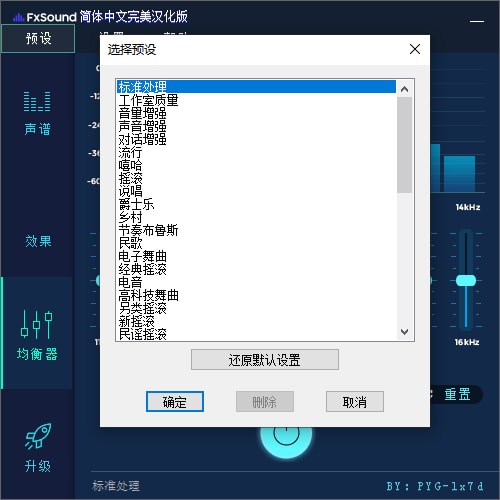 FxSound 简体中文完美汉化版
预设
选择预设
声谱
效果
均衡器
升级
标准处理
工作室质量
音量增强
声音增强
对话增强
流行
嘻哈
摇滚
说唱
爵士乐
乡村
节奏布鲁斯
民歌
电子舞曲
经典摇滚
电音
高科技舞曲
另类摇滚
新摇滚
民谣摇滚
还原默认设置
确定
删除
取消
-12
-24
-36
-60
14kHz
16kHz
重置
标准处理
BY: PYG-lx7d